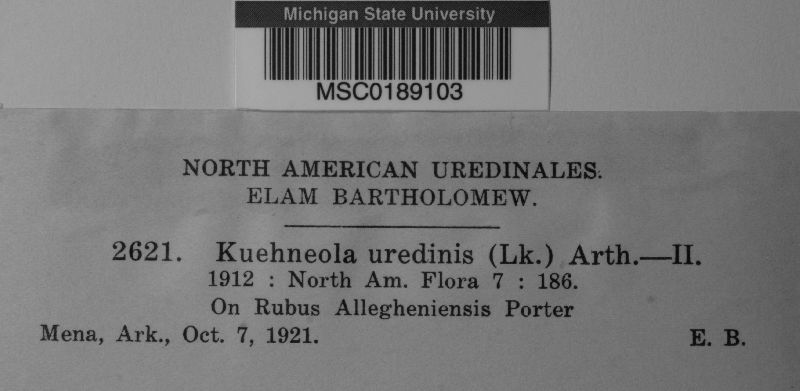 Michigan State University
MSC0189103
NORTH AMERICAN UREDINALES.
ELAM BARTHOLOMEW.
2621. Kuehneola uredinis (Lk.) Arth.—II.
1912 : North Am. Flora 7 : 186.
On Rubus Allegheniensis Porter
Mena, Ark., Oct. 7, 1921. E. B.